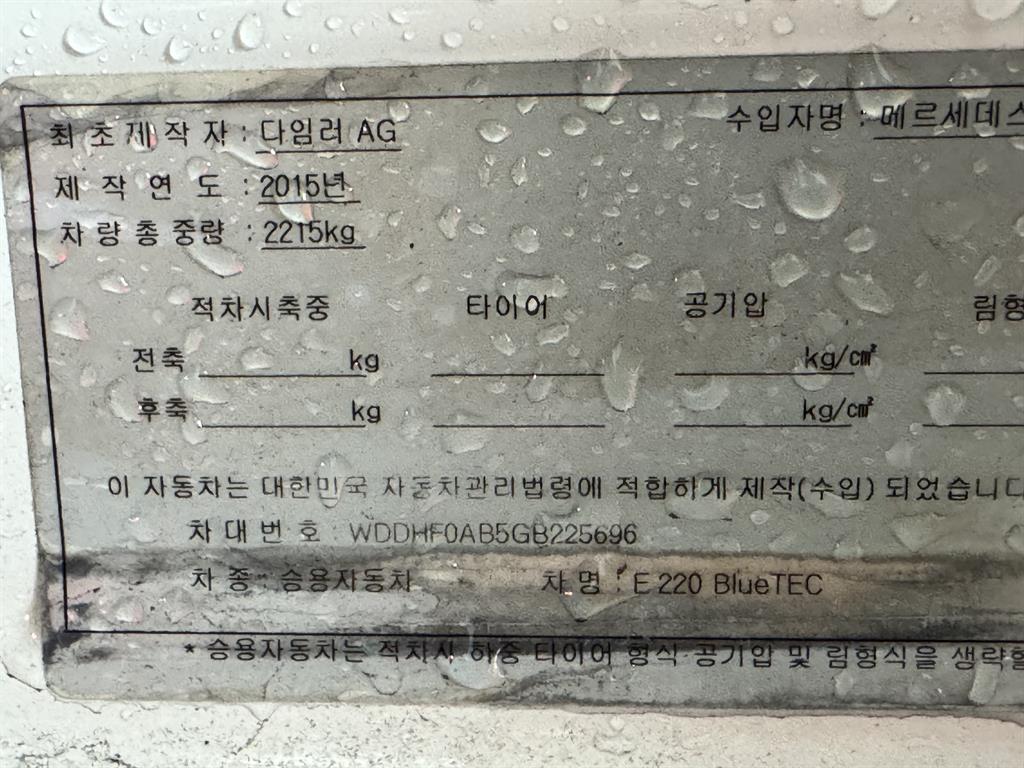 최초제작자 : 다임러 AG 수입자명 : 메르세데스
제작연도 : 2015년
차량총중량 : 2215kg
적차시축중 타이어 공기압 림형
전축 kg kg/㎠
후축 kg kg/㎠
이 자동차는 대한민국 자동차관리법령에 적합하게 제작(수입) 되었습니다
차대번호 : WDDHF0AB5GB225696
차종 : 승용자동차 차명 : E 220 BlueTEC
* 승용자동차는 적차시 하중 타이어 형식 공기압 및 림형식을 생략할